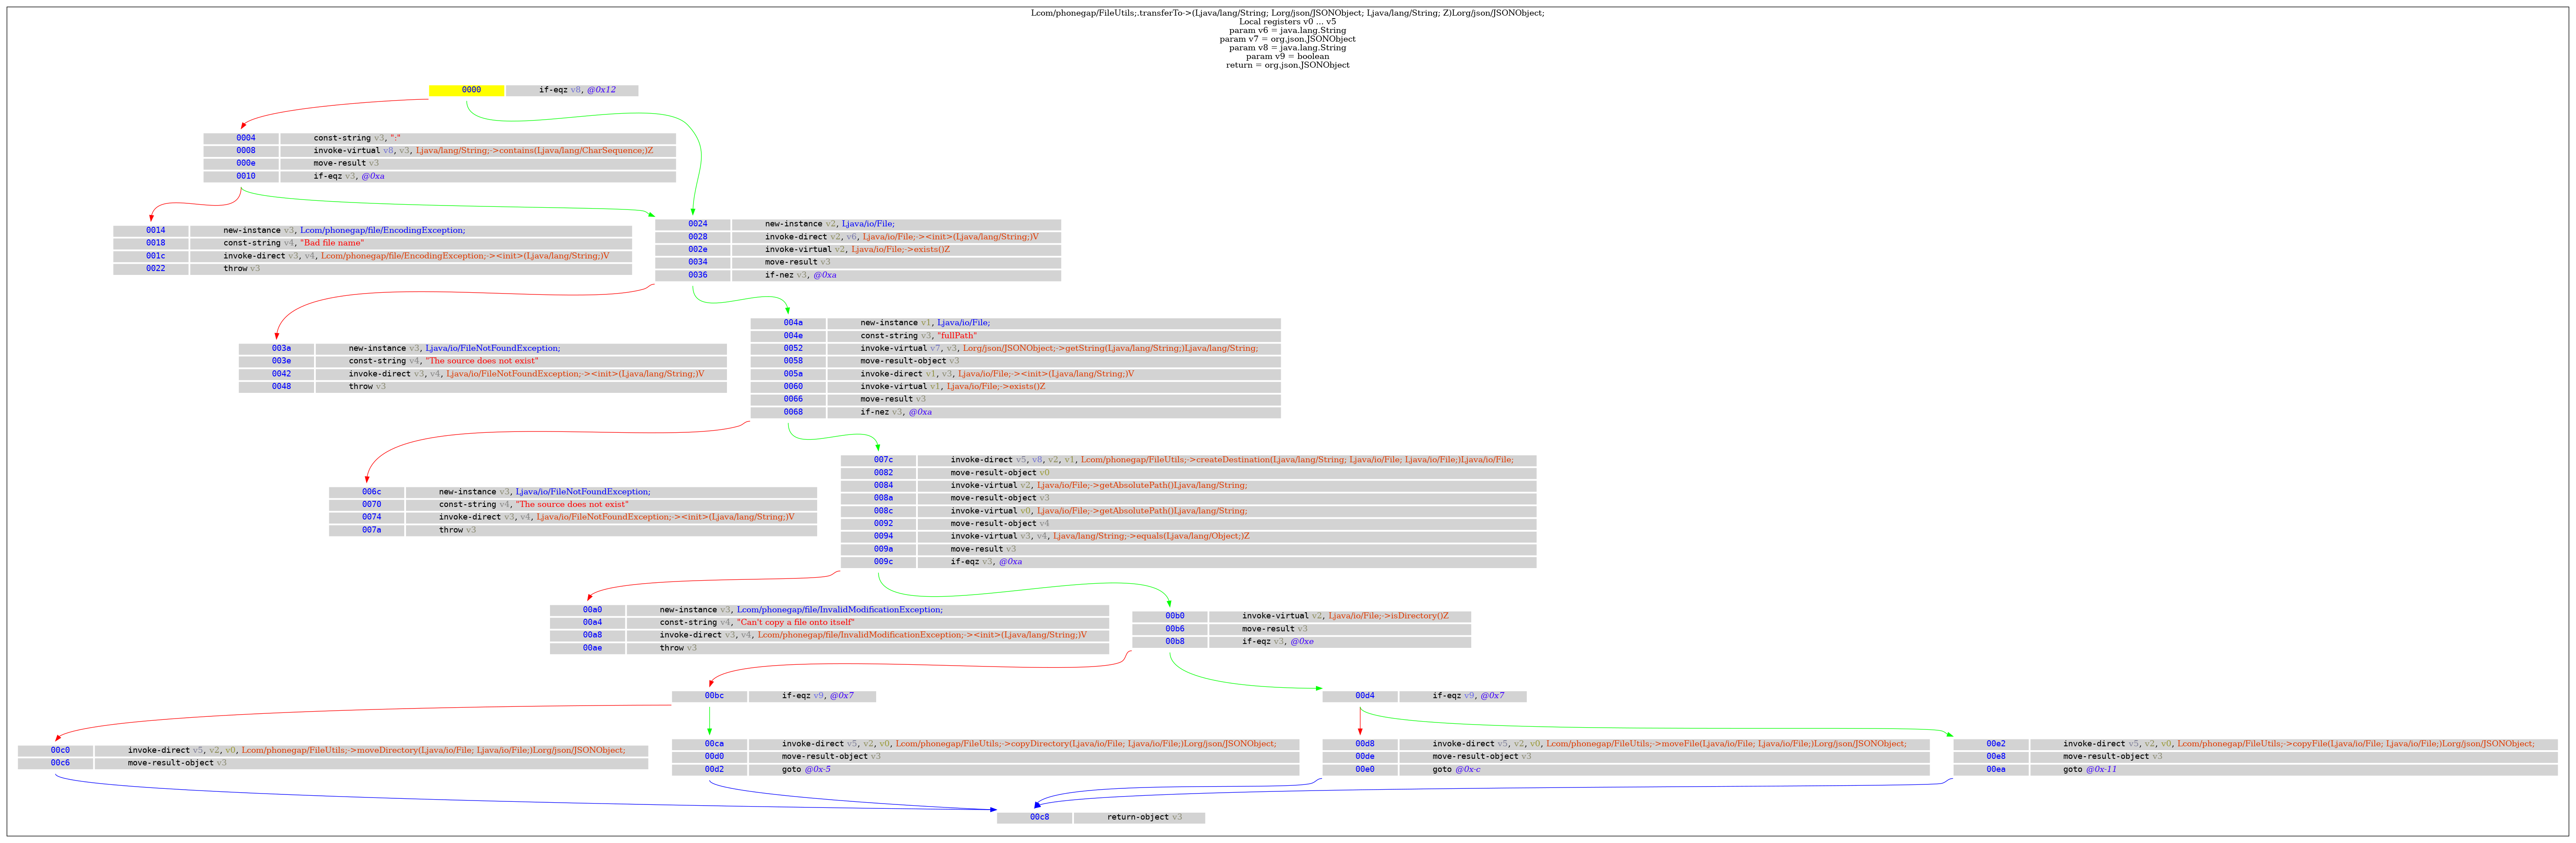 Lcom/phonegap/FileUtils;.transferTo->(Ljava/lang/String; Lorg/json/JSONObject; Ljava/lang/String; Z)Lorg/json/JSONObject;
Local registers v0 ... v5
param v6 = java.lang.String
param v7 = org.json.JSONObject
param v8 = java.lang.String
param v9 = boolean
return = org.json.JSONObject
0000 if-eqz v8, @0x12
0004 const-string v3, ":"
0008 invoke-virtual v8, v3, Ljava/lang/String;->contains(Ljava/lang/CharSequence;)Z
000e move-result v3
0010 if-eqz v3, @0xa
0014 new-instance v3, Lcom/phonegap/file/EncodingException;
0018 const-string v4, "Bad file name"
001c invoke-direct v3, v4, Lcom/phonegap/file/EncodingException;-><init>(Ljava/lang/String;)V
0022 throw v3
0024 new-instance v2, Ljava/io/File;
0028 invoke-direct v2, v6, Ljava/io/File;-><init>(Ljava/lang/String;)V
002e invoke-virtual v2, Ljava/io/File;->exists()Z
0034 move-result v3
0036 if-nez v3, @0xa
003a new-instance v3, Ljava/io/FileNotFoundException;
003e const-string v4, "The source does not exist"
0042 invoke-direct v3, v4, Ljava/io/FileNotFoundException;-><init>(Ljava/lang/String;)V
0048 throw v3
004a new-instance v1, Ljava/io/File;
004e const-string v3, "fullPath"
0052 invoke-virtual v7, v3, Lorg/json/JSONObject;->getString(Ljava/lang/String;)Ljava/lang/String;
0058 move-result-object v3
005a invoke-direct v1, v3, Ljava/io/File;-><init>(Ljava/lang/String;)V
0060 invoke-virtual v1, Ljava/io/File;->exists()Z
0066 move-result v3
0068 if-nez v3, @0xa
006c new-instance v3, Ljava/io/FileNotFoundException;
0070 const-string v4, "The source does not exist"
0074 invoke-direct v3, v4, Ljava/io/FileNotFoundException;-><init>(Ljava/lang/String;)V
007a throw v3
007c invoke-direct v5, v8, v2, v1, Lcom/phonegap/FileUtils;->createDestination(Ljava/lang/String; Ljava/io/File; Ljava/io/File;)Ljava/io/File;
0082 move-result-object v0
0084 invoke-virtual v2, Ljava/io/File;->getAbsolutePath()Ljava/lang/String;
008a move-result-object v3
008c invoke-virtual v0, Ljava/io/File;->getAbsolutePath()Ljava/lang/String;
0092 move-result-object v4
0094 invoke-virtual v3, v4, Ljava/lang/String;->equals(Ljava/lang/Object;)Z
009a move-result v3
009c if-eqz v3, @0xa
00a0 new-instance v3, Lcom/phonegap/file/InvalidModificationException;
00a4 const-string v4, "Can't copy a file onto itself"
00a8 invoke-direct v3, v4, Lcom/phonegap/file/InvalidModificationException;-><init>(Ljava/lang/String;)V
00ae throw v3
00b0 invoke-virtual v2, Ljava/io/File;->isDirectory()Z
00b6 move-result v3
00b8 if-eqz v3, @0xe
00bc if-eqz v9, @0x7
00d4 if-eqz v9, @0x7
00c0 invoke-direct v5, v2, v0, Lcom/phonegap/FileUtils;->moveDirectory(Ljava/io/File; Ljava/io/File;)Lorg/json/JSONObject;
00c6 move-result-object v3
00ca invoke-direct v5, v2, v0, Lcom/phonegap/FileUtils;->copyDirectory(Ljava/io/File; Ljava/io/File;)Lorg/json/JSONObject;
00d0 move-result-object v3
00d2 goto @0x-5
00d8 invoke-direct v5, v2, v0, Lcom/phonegap/FileUtils;->moveFile(Ljava/io/File; Ljava/io/File;)Lorg/json/JSONObject;
00de move-result-object v3
00e0 goto @0x-c
00e2 invoke-direct v5, v2, v0, Lcom/phonegap/FileUtils;->copyFile(Ljava/io/File; Ljava/io/File;)Lorg/json/JSONObject;
00e8 move-result-object v3
00ea goto @0x-11
00c8 return-object v3